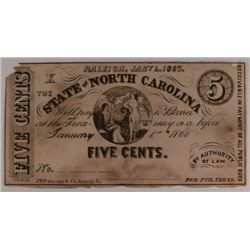 RALEIGH, JANY 1, 1863.
X
THE
STATE OF NORTH CAROLINA
5
Will pay to Bearer
at the Treasury on or before
January 1st 1866
FIVE CENTS.
No.
BY AUTHORITY
OF LAW.
FOR PUB. TREAS.
FIVE CENTS
RECEIVABLE IN PAYMENT OF ALL PUBLIC DUES